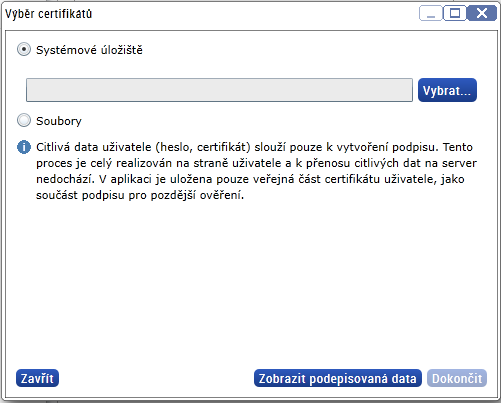 Výběr certifikátů
Systémové úložiště
Vybrat...
Soubory
Citlivá data uživatele (heslo, certifikát) slouží pouze k vytvoření podpisu. Tento
proces je celý realizován na straně uživatele a k přenosu citlivých dat na server
nedochází. V aplikaci je uložena pouze veřejná část certifikátu uživatele, jako
součást podpisu pro pozdější ověření.
Zavřít Zobrazit podepisovaná data Dokončit